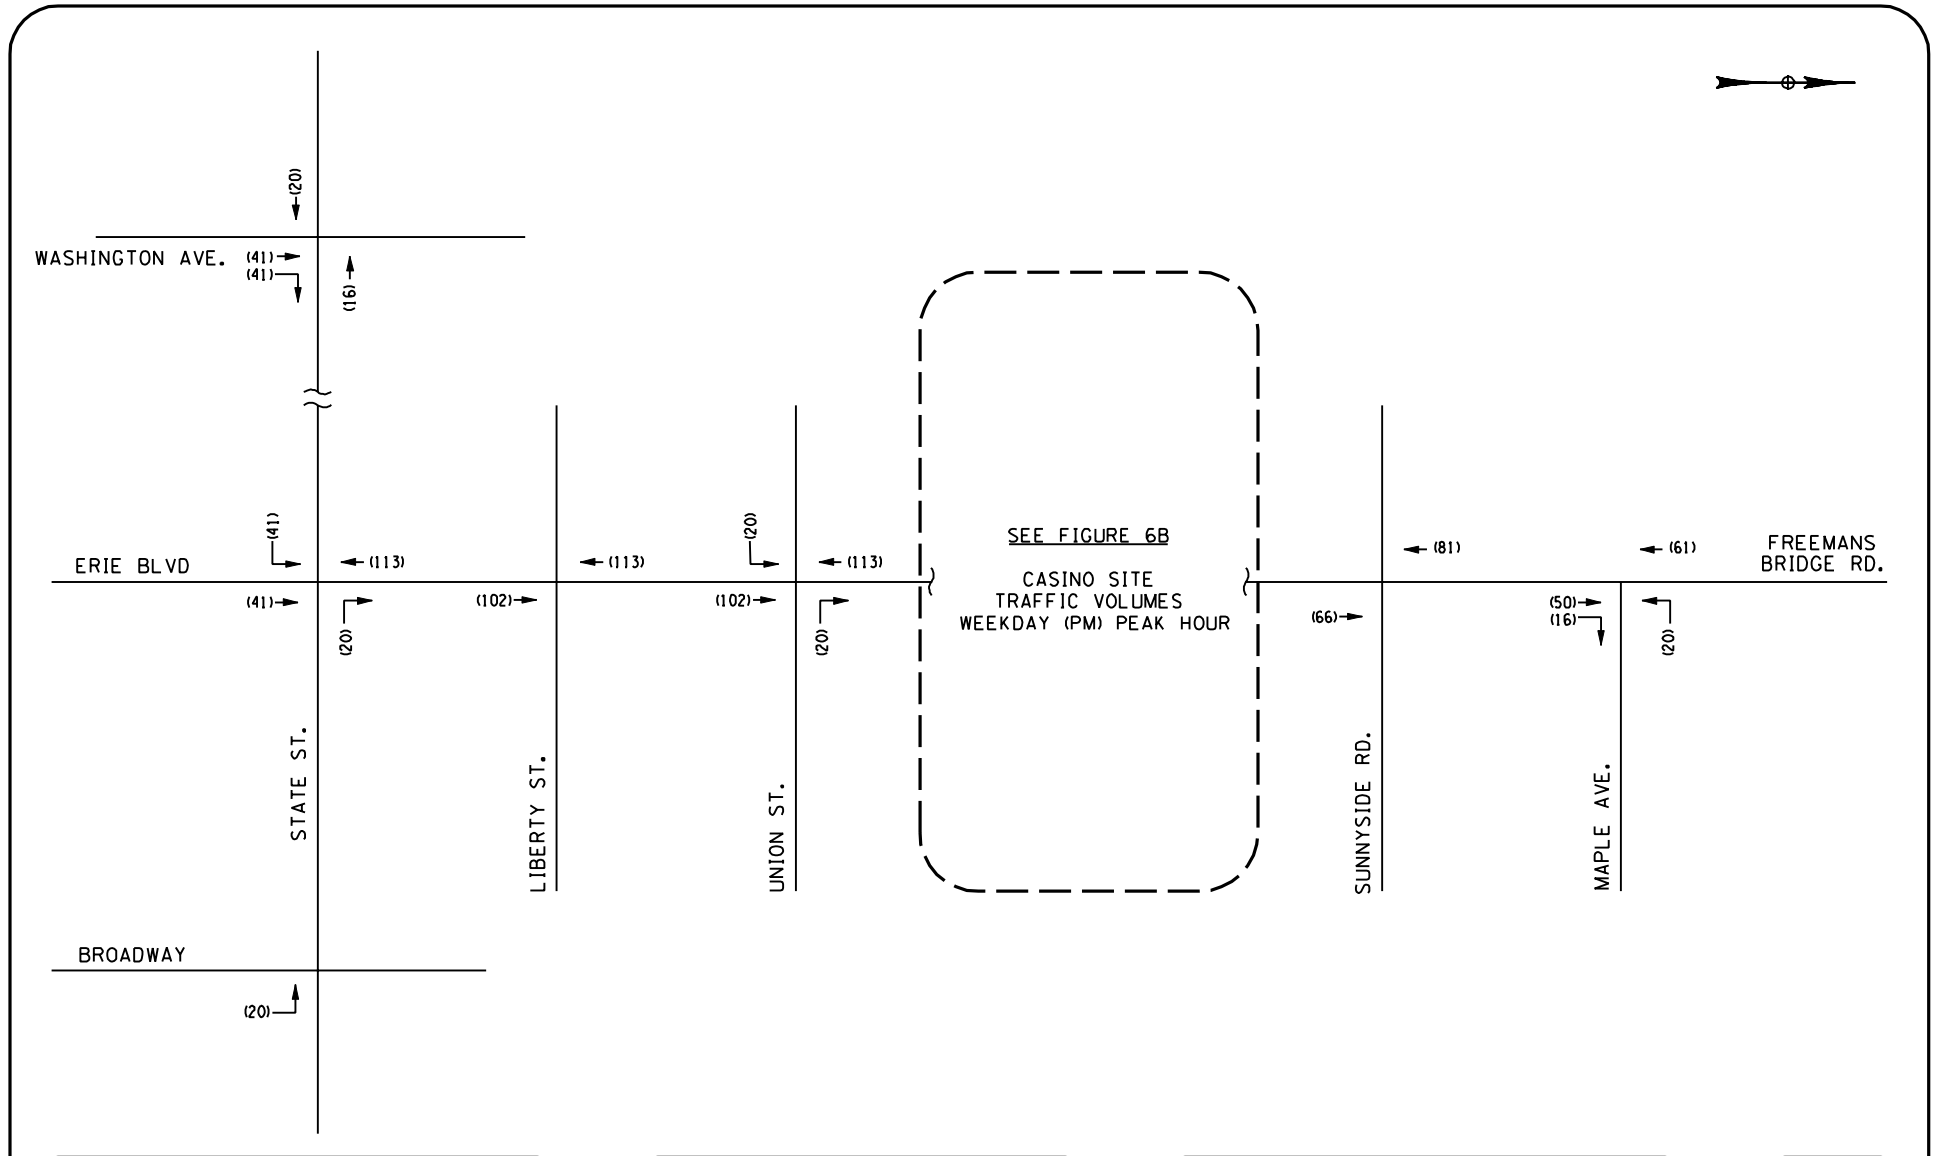 (20)
WASHINGTON AVE.
(41)
(41)
(16)
(41)
(20)
SEE FIGURE 6B
FREEMANS
BRIDGE RD.
ERIE BLVD
(113)
(113)
(113)
(81)
(61)
CASINO SITE
TRAFFIC VOLUMES
WEEKDAY (PM) PEAK HOUR
(41)
(102)
(102)
(66)
(50)
(16)
(20)
(20)
(20)
STATE ST.
LIBERTY ST.
UNION ST.
SUNNYSIDE RD.
MAPLE AVE.
BROADWAY
(20)